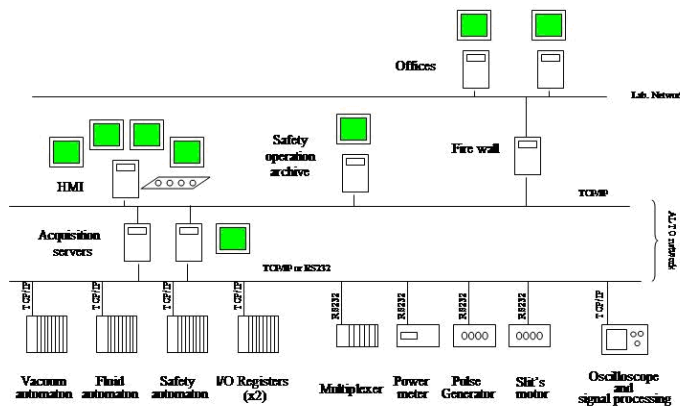 Offices
Lab. Network
Safety
operation
archive
Fire wall
HMI
TCP/IP
Acquisition
servers
ALTO network
TCP/IP or RS232
TCP/IP
TCP/IP
TCP/IP
TCP/IP
RS232
RS232
RS232
RS232
TCP/IP
Vacuum
automaton
Fluid
automaton
Safety
automaton
I/O Registers
(x2)
Multiplexer
Power
meter
Pulse
Generator
Slit's
motor
Oscilloscope
and
signal processing